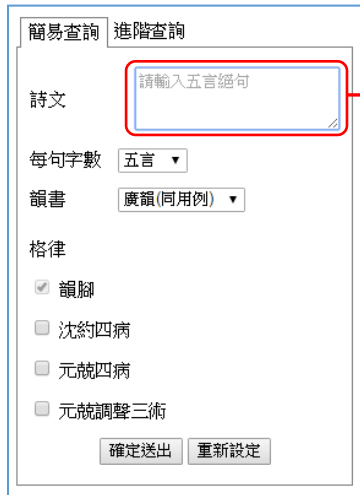 簡易查詢 進階查詢
詩文 請輸入五言絕句
每句字數 五言 ▼
韻書 廣韻(同用例) ▼
格律
韻腳
沈約四病
元兢四病
元兢調聲三術
確定送出 重新設定